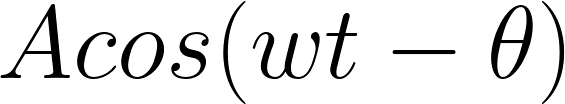 Acos(wt − θ)